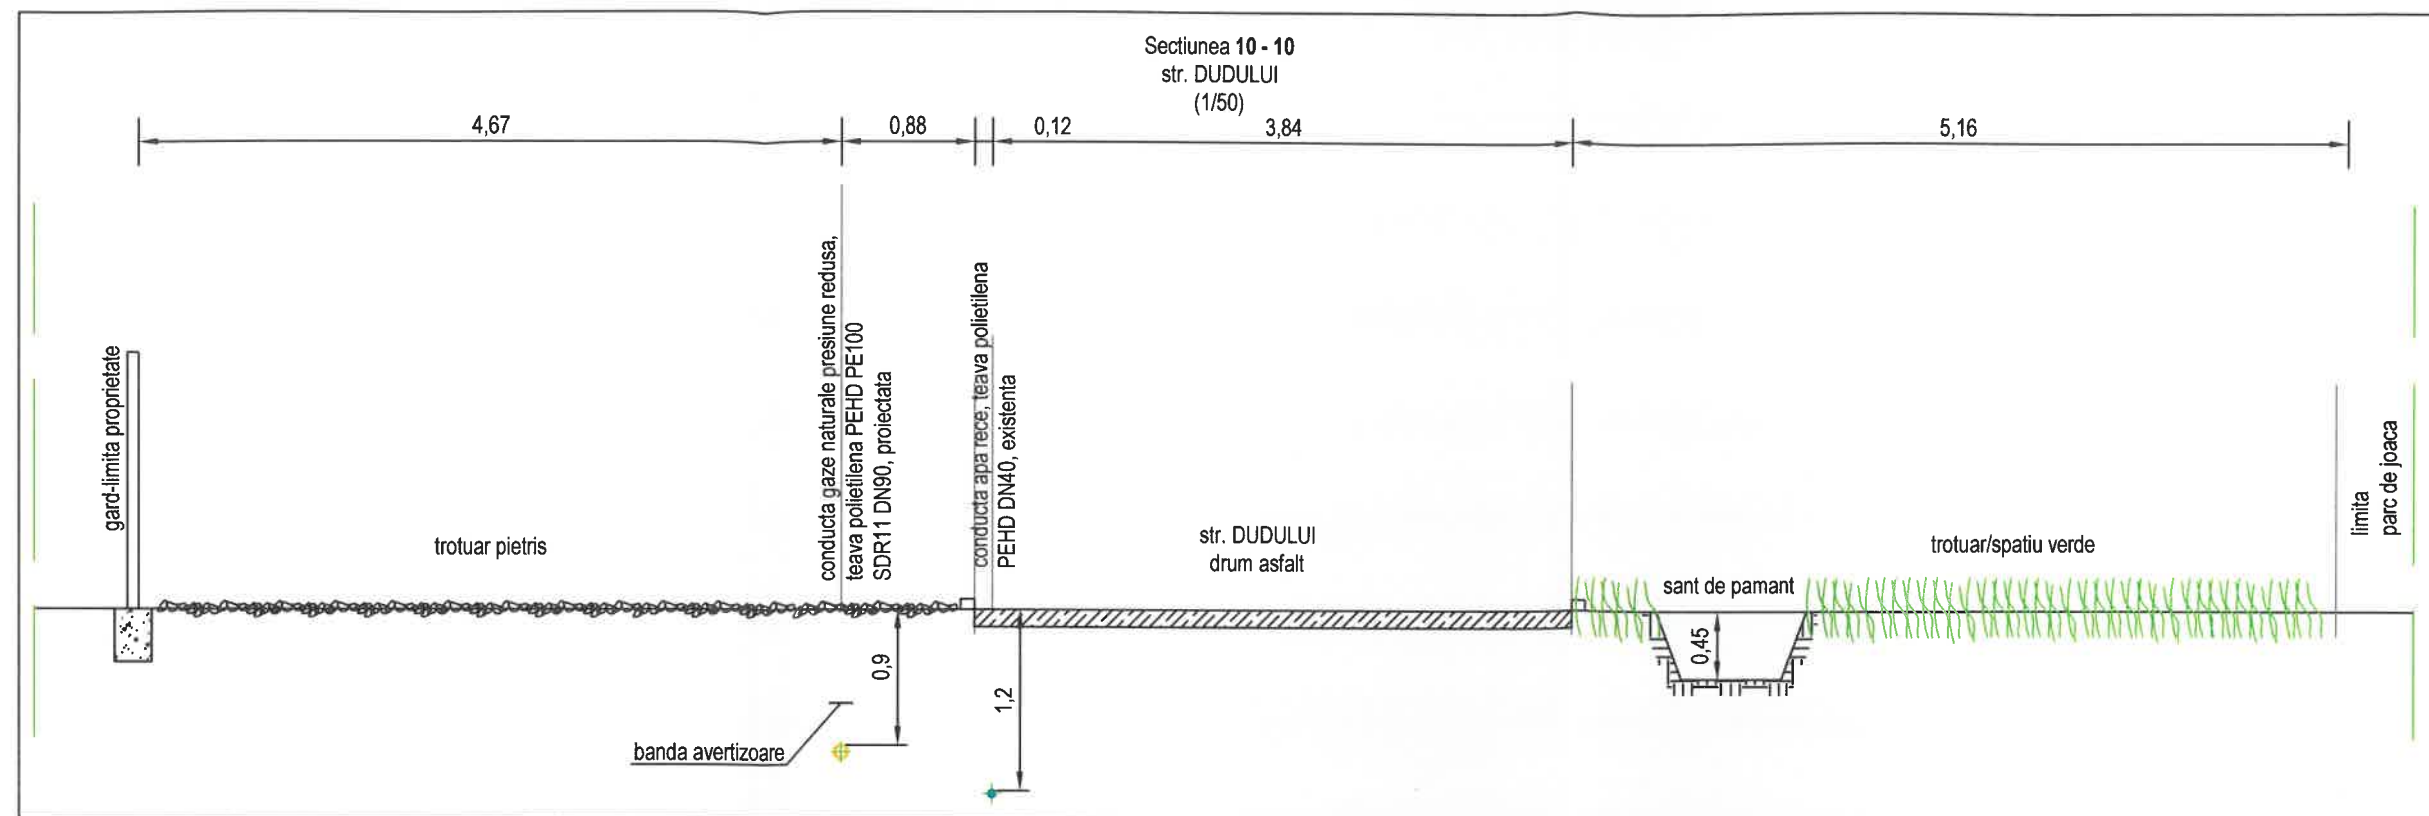 Sectiunea 10 - 10
str. DUDULUI
(1/50)
4,67
0,88
0,12
3,84
5,16
gard-limita proprietate
trotuar pietris
conducta gaze naturale presiune redusa,
teava polietilena PEHD PE100
SDR11 DN90, proiectata
conducta apa rece, teava polietilena
PEHD DN40, existenta
str. DUDULUI
drum asfalt
sant de pamant
trotuar/spatiu verde
limita
parc de joaca
0,9
1,2
0,45
banda avertizoare